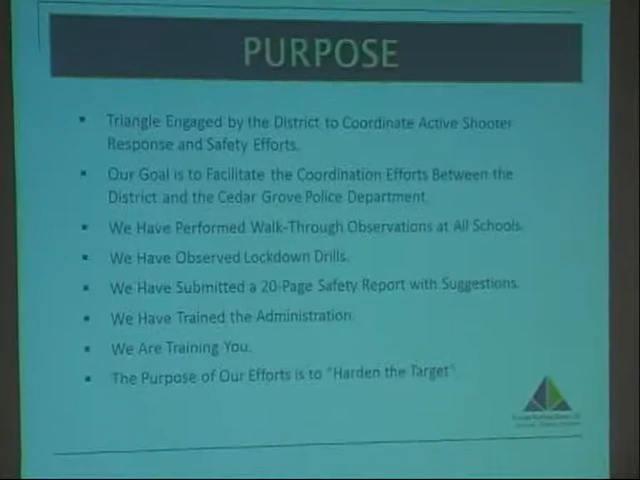 PURPOSE
Triangle Engaged by the District to Coordinate Active Shooter
Response and Safety Efforts.
Our Goal is to Facilitate the Coordination Efforts Between the
District and the Cedar Grove Police Department.
We Have Performed Walk-Through Observations at All Schools.
We Have Observed Lockdown Drills.
We Have Submitted a 20-Page Safety Report with Suggestions.
We Have Trained the Administration.
We Are Training You.
The Purpose of Our Efforts is to "Harden the Target"